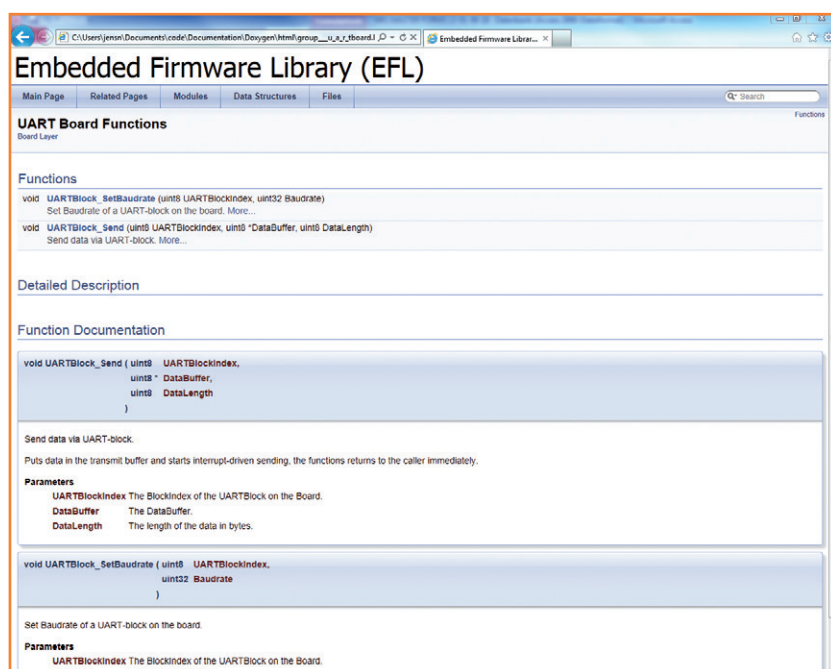 C:\Users\jensn\Documents\code\Documentation\Doxygen\html\group__u_a_r_tboard.l
Embedded Firmware Librar...
Embedded Firmware Library (EFL)
Main Page Related Pages Modules Data Structures Files
Search
Functions
UART Board Functions
Board Layer
Functions
void UARTBlock_SetBaudrate (uint8 UARTBlockIndex, uint32 Baudrate)
Set Baudrate of a UART-block on the board. More...
void UARTBlock_Send (uint8 UARTBlockIndex, uint8 *DataBuffer, uint8 DataLength)
Send data via UART-block. More...
Detailed Description
Function Documentation
void UARTBlock_Send ( uint8 UARTBlockIndex,
uint8 * DataBuffer,
uint8 DataLength
)
Send data via UART-block.
Puts data in the transmit buffer and starts interrupt-driven sending, the functions returns to the caller immediately.
Parameters
UARTBlockIndex The BlockIndex of the UARTBlock on the Board.
DataBuffer The DataBuffer.
DataLength The length of the data in bytes.
void UARTBlock_SetBaudrate ( uint8 UARTBlockIndex,
uint32 Baudrate
)
Set Baudrate of a UART-block on the board.
Parameters
UARTBlockIndex The BlockIndex of the UARTBlock on the Board.